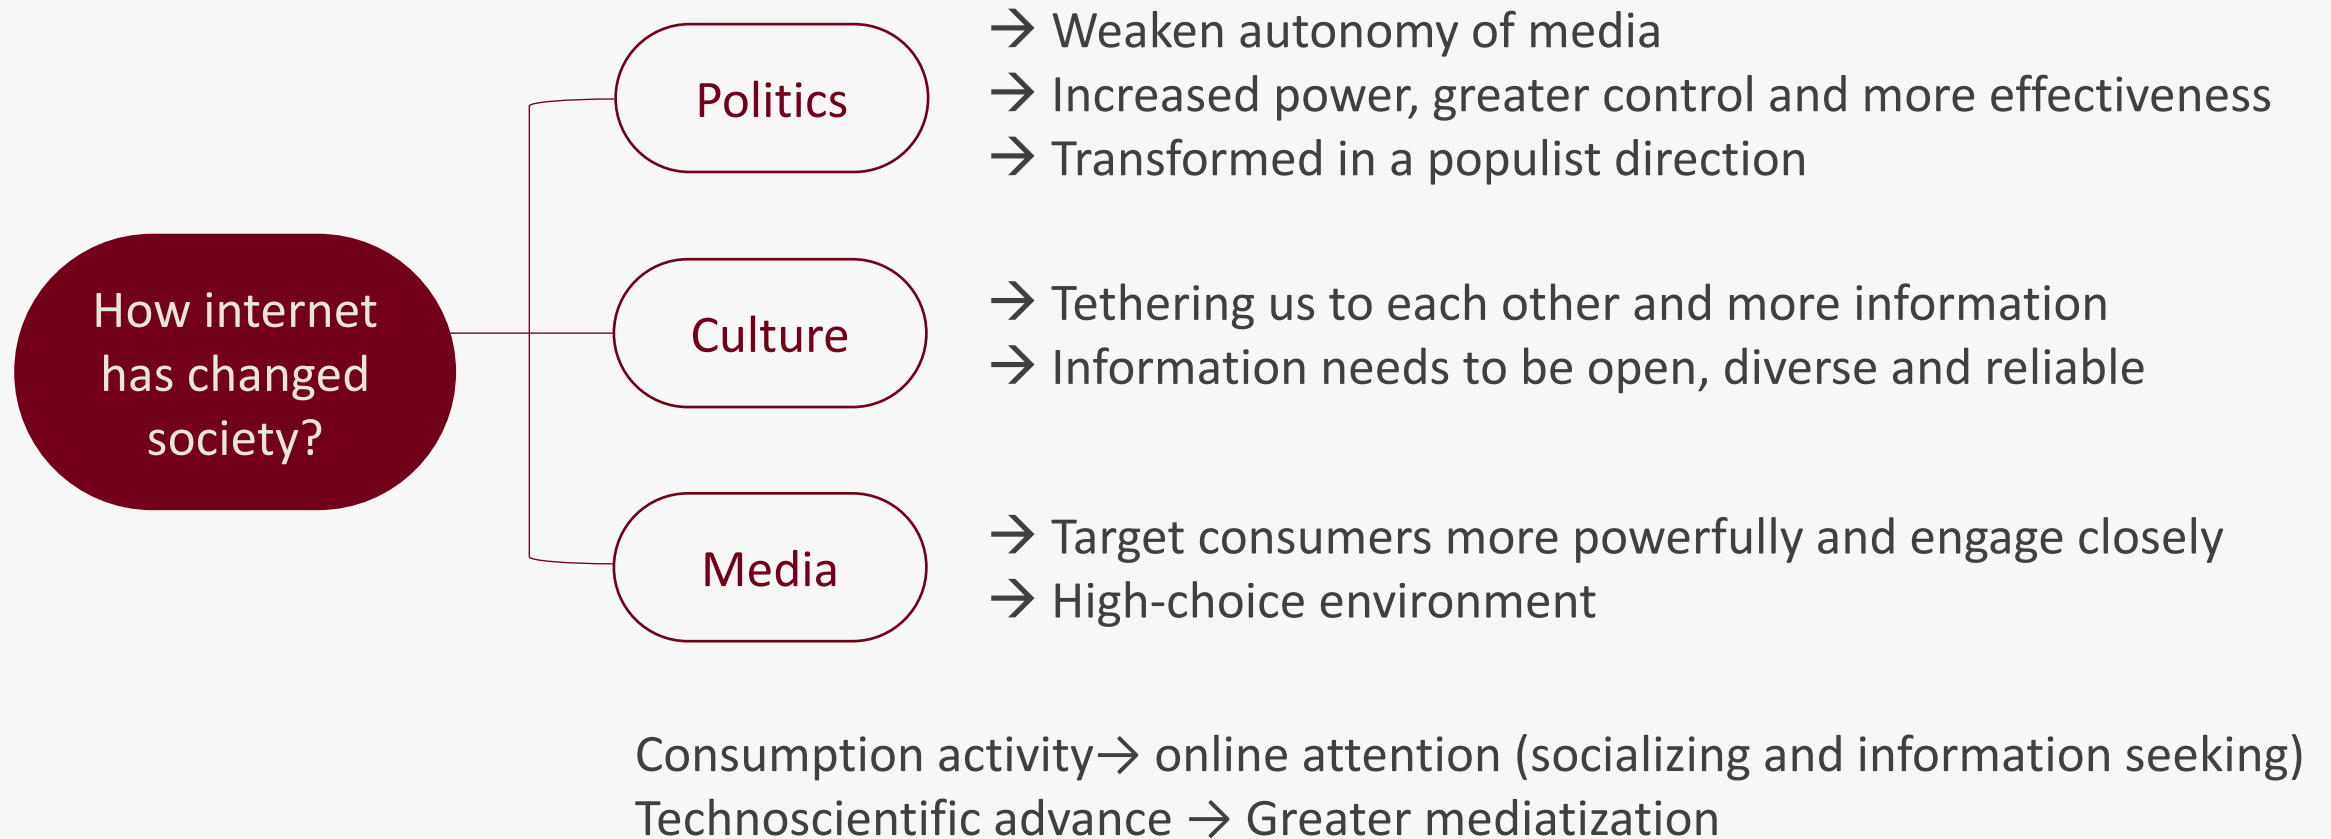 How internet
has changed
society?
Politics
→ Weaken autonomy of media
→ Increased power, greater control and more effectiveness
→ Transformed in a populist direction
Culture
→ Tethering us to each other and more information
→ Information needs to be open, diverse and reliable
Media
→ Target consumers more powerfully and engage closely
→ High-choice environment
Consumption activity→ online attention (socializing and information seeking)
Technoscientific advance → Greater mediatization